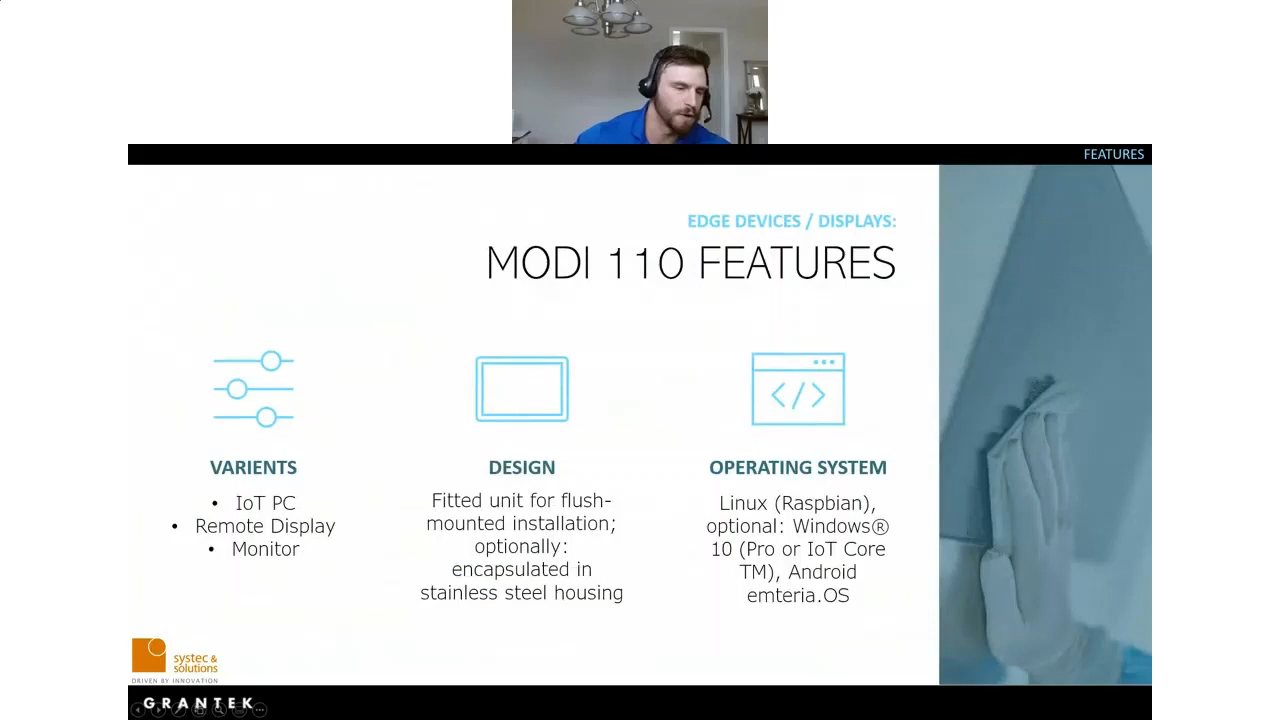 FEATURES
EDGE DEVICES / DISPLAYS:
MODI 110 FEATURES
VARIENTS
• IoT PC
• Remote Display
• Monitor
DESIGN
Fitted unit for flush-
mounted installation;
optionally:
encapsulated in
stainless steel housing
OPERATING SYSTEM
Linux (Raspbian),
optional: Windows®
10 (Pro or IoT Core
TM), Android
emteria.OS
systec &
solutions
DRIVEN BY INNOVATION
GRANTEK